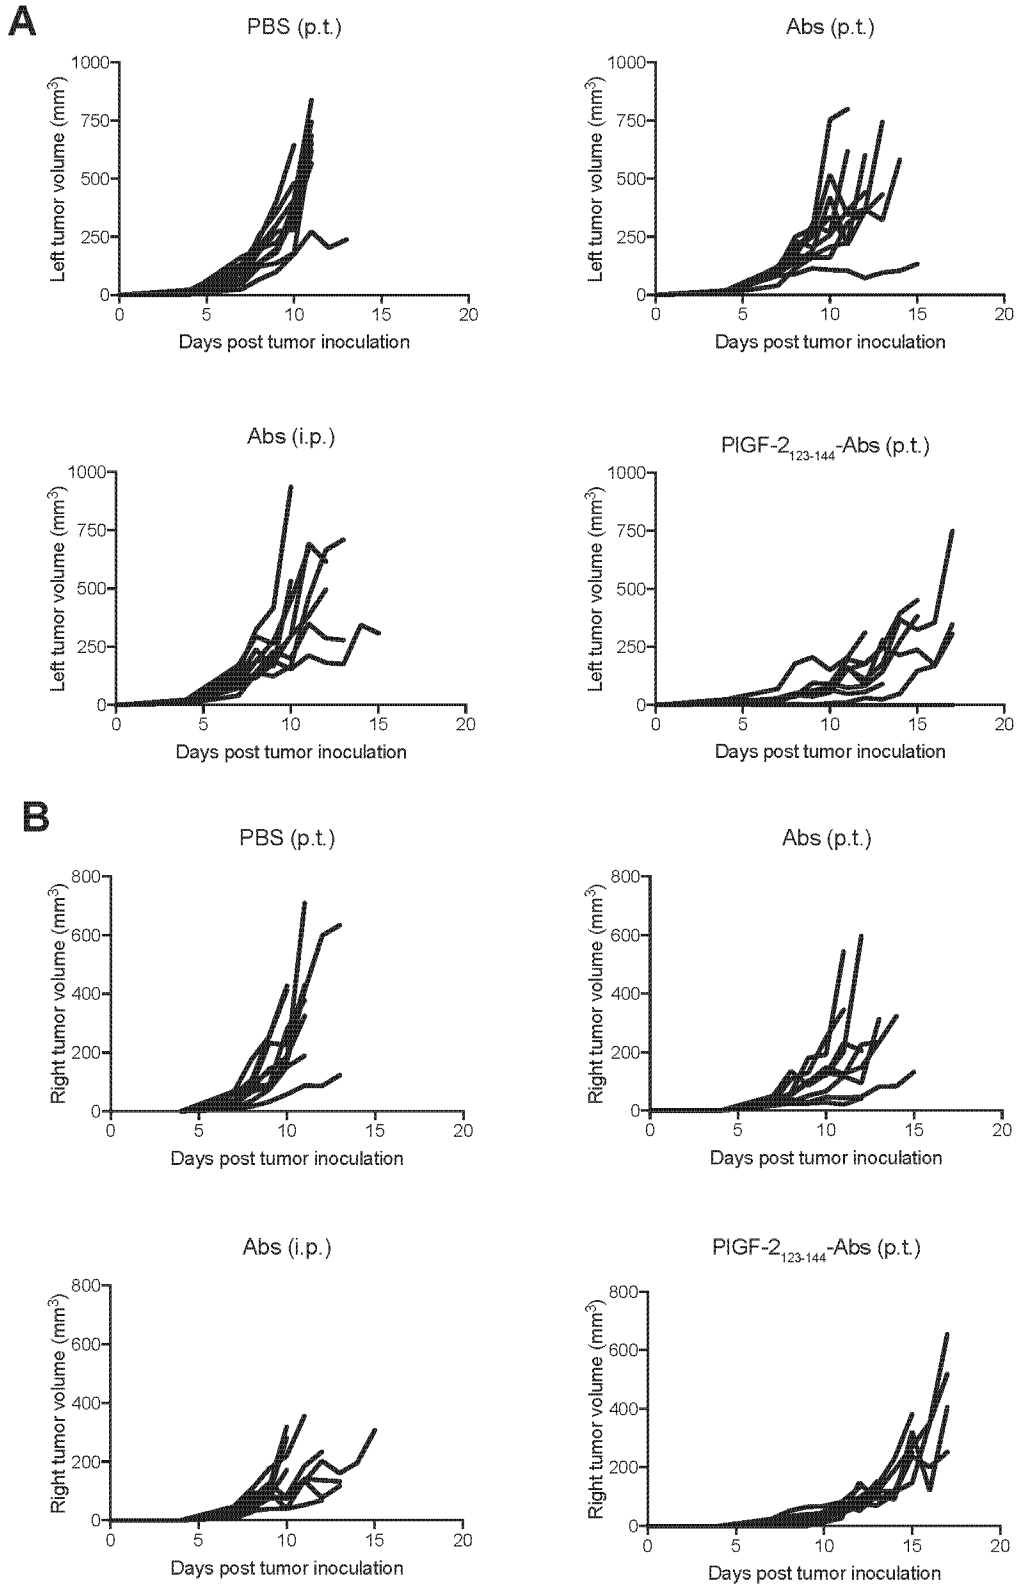 A
PBS (p.t.)
Left tumor volume (mm³)
1000
750
500
250
0
0 5 10 15 20
Days post tumor inoculation
Abs (p.t.)
Left tumor volume (mm³)
1000
750
500
250
0
0 5 10 15 20
Days post tumor inoculation
Abs (i.p.)
Left tumor volume (mm³)
1000
750
500
250
0
0 5 10 15 20
Days post tumor inoculation
PlGF-2₁₂₃₋₁₄₄-Abs (p.t.)
Left tumor volume (mm³)
1000
750
500
250
0
0 5 10 15 20
Days post tumor inoculation
B
PBS (p.t.)
Right tumor volume (mm³)
800
600
400
200
0
0 5 10 15 20
Days post tumor inoculation
Abs (p.t.)
Right tumor volume (mm³)
800
600
400
200
0
0 5 10 15 20
Days post tumor inoculation
Abs (i.p.)
Right tumor volume (mm³)
800
600
400
200
0
0 5 10 15 20
Days post tumor inoculation
PlGF-2₁₂₃₋₁₄₄-Abs (p.t.)
Right tumor volume (mm³)
800
600
400
200
0
0 5 10 15 20
Days post tumor inoculation